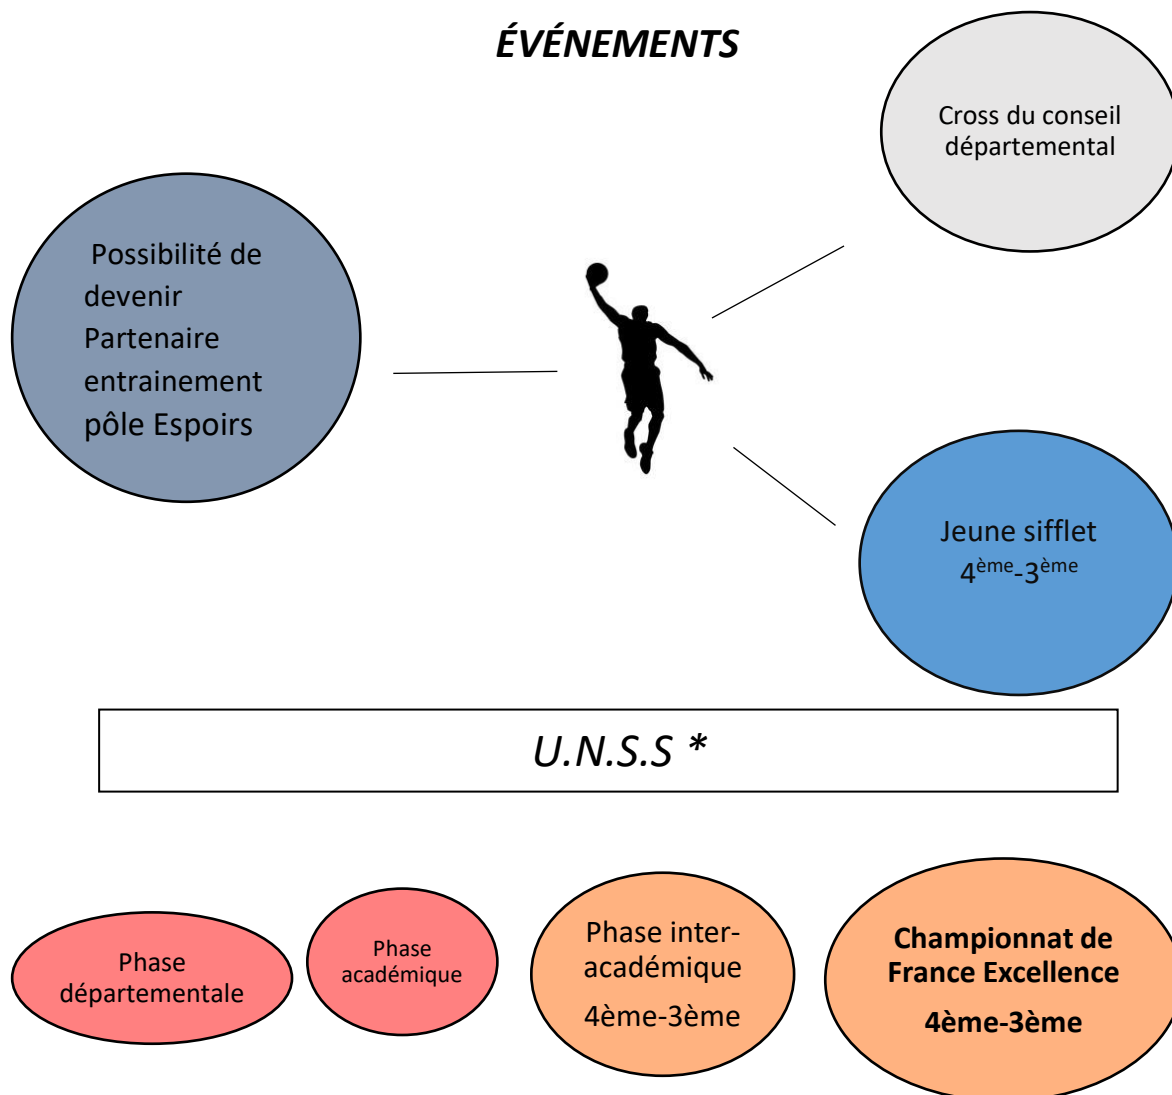 ÉVÉNEMENTS
Cross du conseil
départemental
Possibilité de
devenir
Partenaire
entrainement
pôle Espoirs
Jeune sifflet
4ème-3ème
U.N.S.S *
Phase
départementale
Phase
académique
Phase inter-
académique
4ème-3ème
Championnat de
France Excellence
4ème-3ème